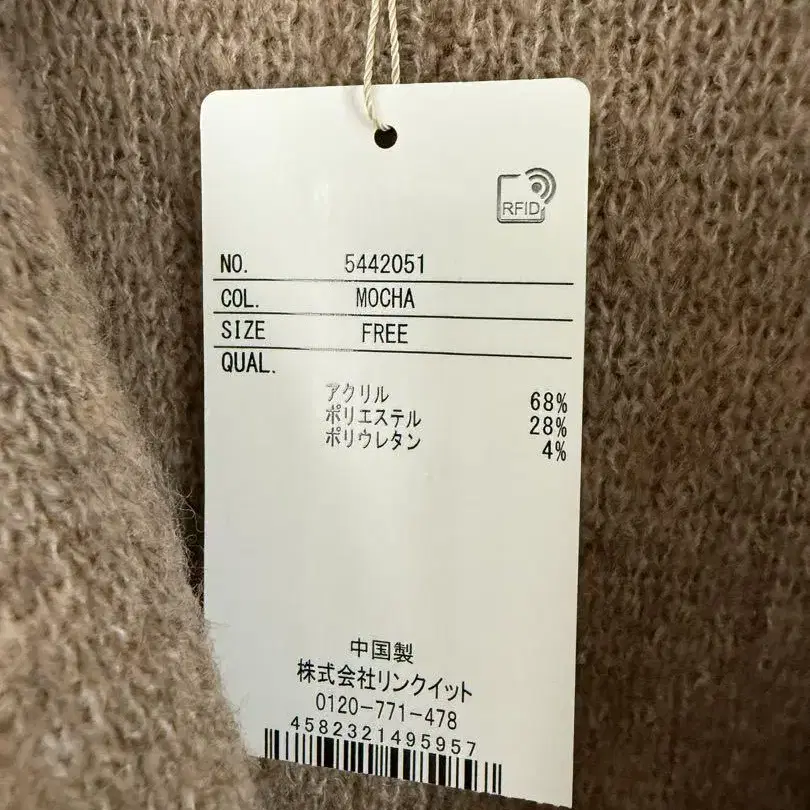 RFID
NO. 5442051
COL. MOCHA
SIZE FREE
QUAL.
アクリル 68%
ポリエステル 28%
ポリウレタン 4%
中国製
株式会社リンクイット
0120-771-478
4582321495957